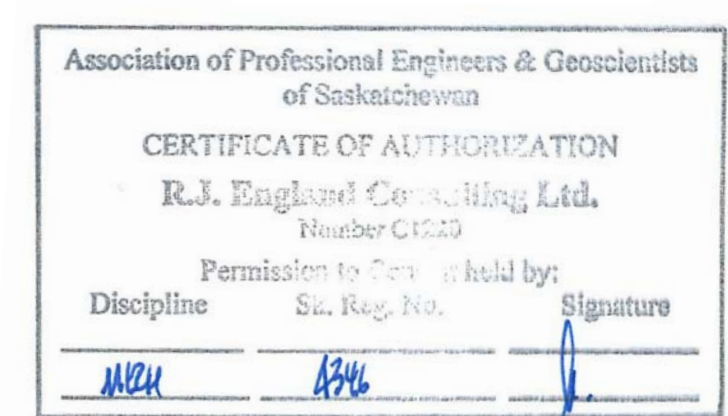 Association of Professional Engineers & Geoscientists
of Saskatchewan
CERTIFICATE OF AUTHORIZATION
R.J. England Consulting Ltd.
Number
Permission to Consult held by:
Discipline Sk. Reg. No. Signature
MECH 4346